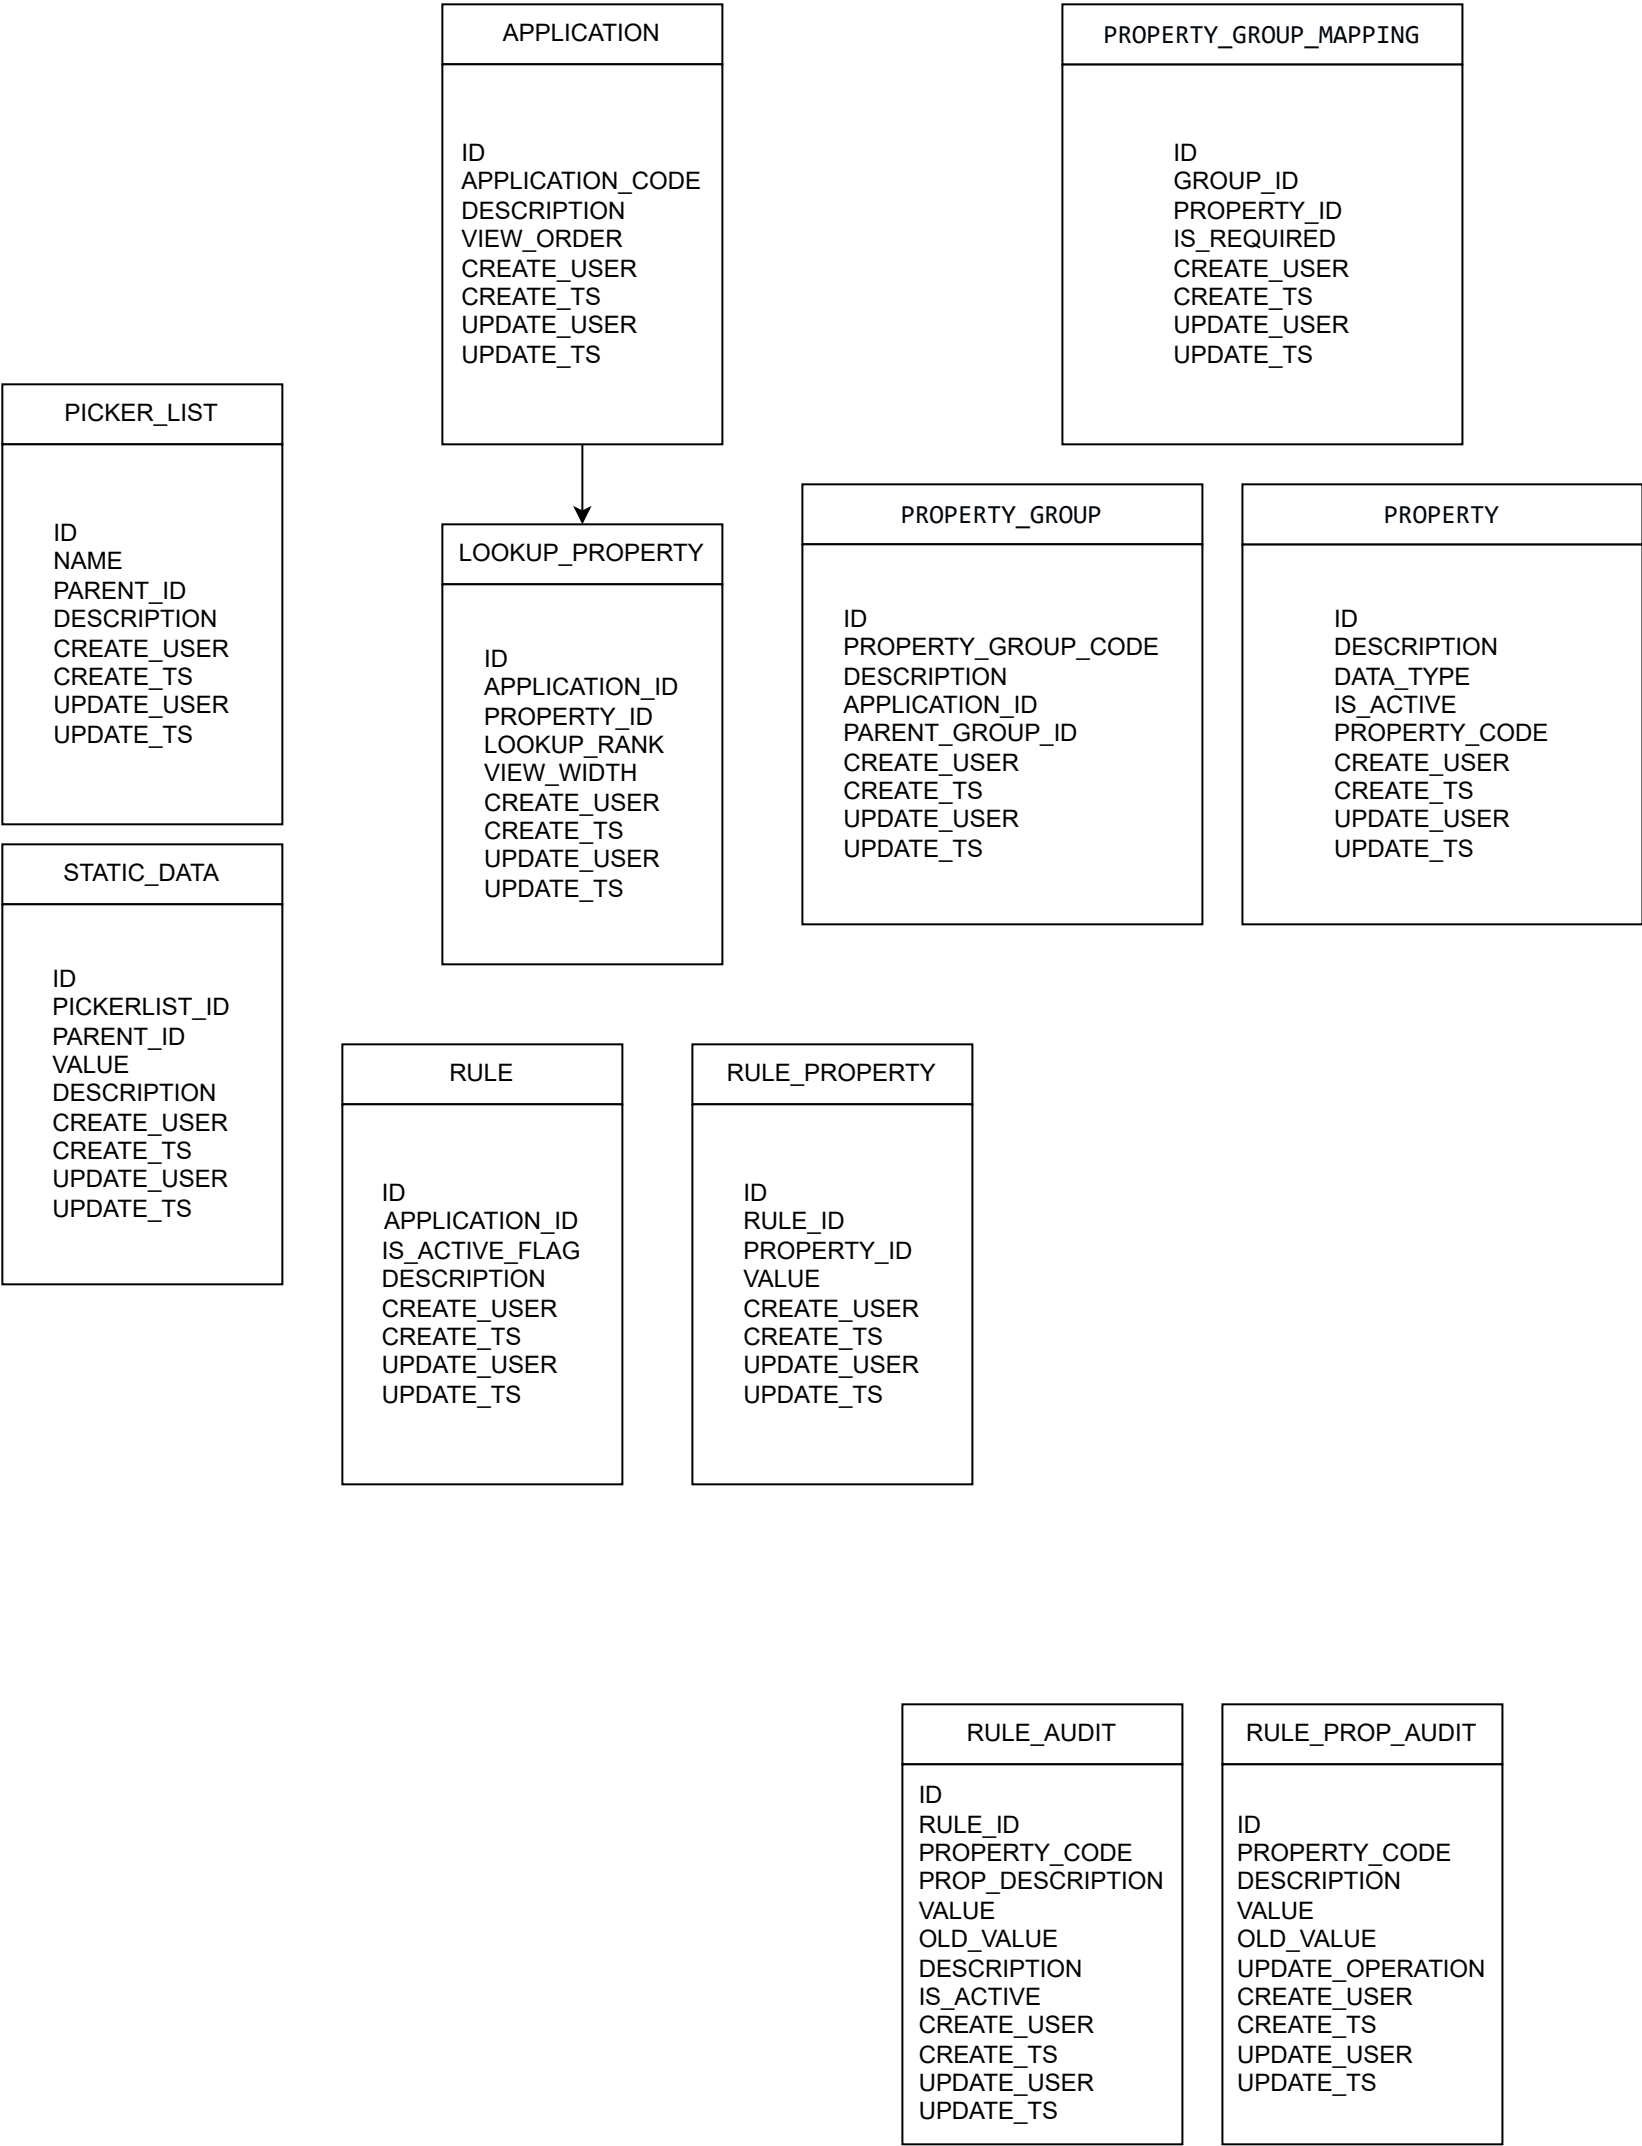 APPLICATION
ID
APPLICATION_CODE
DESCRIPTION
VIEW_ORDER
CREATE_USER
CREATE_TS
UPDATE_USER
UPDATE_TS
PROPERTY_GROUP_MAPPING
ID
GROUP_ID
PROPERTY_ID
IS_REQUIRED
CREATE_USER
CREATE_TS
UPDATE_USER
UPDATE_TS
PICKER_LIST
ID
NAME
PARENT_ID
DESCRIPTION
CREATE_USER
CREATE_TS
UPDATE_USER
UPDATE_TS
LOOKUP_PROPERTY
ID
APPLICATION_ID
PROPERTY_ID
LOOKUP_RANK
VIEW_WIDTH
CREATE_USER
CREATE_TS
UPDATE_USER
UPDATE_TS
PROPERTY_GROUP
ID
PROPERTY_GROUP_CODE
DESCRIPTION
APPLICATION_ID
PARENT_GROUP_ID
CREATE_USER
CREATE_TS
UPDATE_USER
UPDATE_TS
PROPERTY
ID
DESCRIPTION
DATA_TYPE
IS_ACTIVE
PROPERTY_CODE
CREATE_USER
CREATE_TS
UPDATE_USER
UPDATE_TS
STATIC_DATA
ID
PICKERLIST_ID
PARENT_ID
VALUE
DESCRIPTION
CREATE_USER
CREATE_TS
UPDATE_USER
UPDATE_TS
RULE
ID
APPLICATION_ID
IS_ACTIVE_FLAG
DESCRIPTION
CREATE_USER
CREATE_TS
UPDATE_USER
UPDATE_TS
RULE_PROPERTY
ID
RULE_ID
PROPERTY_ID
VALUE
CREATE_USER
CREATE_TS
UPDATE_USER
UPDATE_TS
RULE_AUDIT
ID
RULE_ID
PROPERTY_CODE
PROP_DESCRIPTION
VALUE
OLD_VALUE
DESCRIPTION
IS_ACTIVE
CREATE_USER
CREATE_TS
UPDATE_USER
UPDATE_TS
RULE_PROP_AUDIT
ID
PROPERTY_CODE
DESCRIPTION
VALUE
OLD_VALUE
UPDATE_OPERATION
CREATE_USER
CREATE_TS
UPDATE_USER
UPDATE_TS